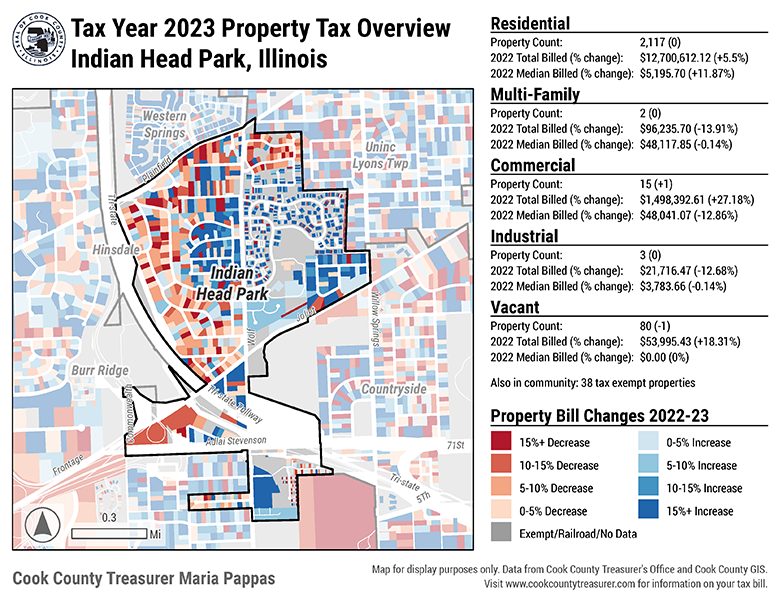 SEAL OF COOK COUNTY
ILLINOIS
Tax Year 2023 Property Tax Overview
Indian Head Park, Illinois
Western
Springs
Uninc
Lyons Twp
Plainfield
Tri-state
Hinsdale
Indian
Head Park
Joliet
Wolf
Willow Springs
Burr Ridge
Countryside
Commonwealth
Tri-State Tollway
Adlai Stevenson
71St
Frontage
Tri-state
5Th
0.3
Mi
Residential
Property Count: 2,117 (0)
2022 Total Billed (% change): $12,700,612.12 (+5.5%)
2022 Median Billed (% change): $5,195.70 (+11.87%)
Multi-Family
Property Count: 2 (0)
2022 Total Billed (% change): $96,235.70 (-13.91%)
2022 Median Billed (% change): $48,117.85 (-0.14%)
Commercial
Property Count: 15 (+1)
2022 Total Billed (% change): $1,498,392.61 (+27.18%)
2022 Median Billed (% change): $48,041.07 (-12.86%)
Industrial
Property Count: 3 (0)
2022 Total Billed (% change): $21,716.47 (-12.68%)
2022 Median Billed (% change): $3,783.66 (-0.14%)
Vacant
Property Count: 80 (-1)
2022 Total Billed (% change): $53,995.43 (+18.31%)
2022 Median Billed (% change): $0.00 (0%)
Also in community: 38 tax exempt properties
Property Bill Changes 2022-23
15%+ Decrease
10-15% Decrease
5-10% Decrease
0-5% Decrease
0-5% Increase
5-10% Increase
10-15% Increase
15%+ Increase
Exempt/Railroad/No Data
Cook County Treasurer Maria Pappas
Map for display purposes only. Data from Cook County Treasurer's Office and Cook County GIS.
Visit www.cookcountytreasurer.com for information on your tax bill.